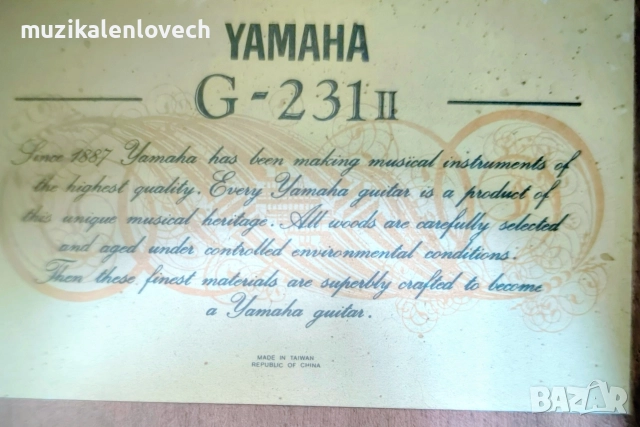 muzikalenlovech
YAMAHA
G-231II
Since 1887 Yamaha has been making musical instruments of
the highest quality. Every Yamaha guitar is a product of
this unique musical heritage. All woods are carefully selected
and aged under controlled environmental conditions.
Then these finest materials are superbly crafted to become
a Yamaha guitar.
MADE IN TAIWAN
REPUBLIC OF CHINA
BAZAR